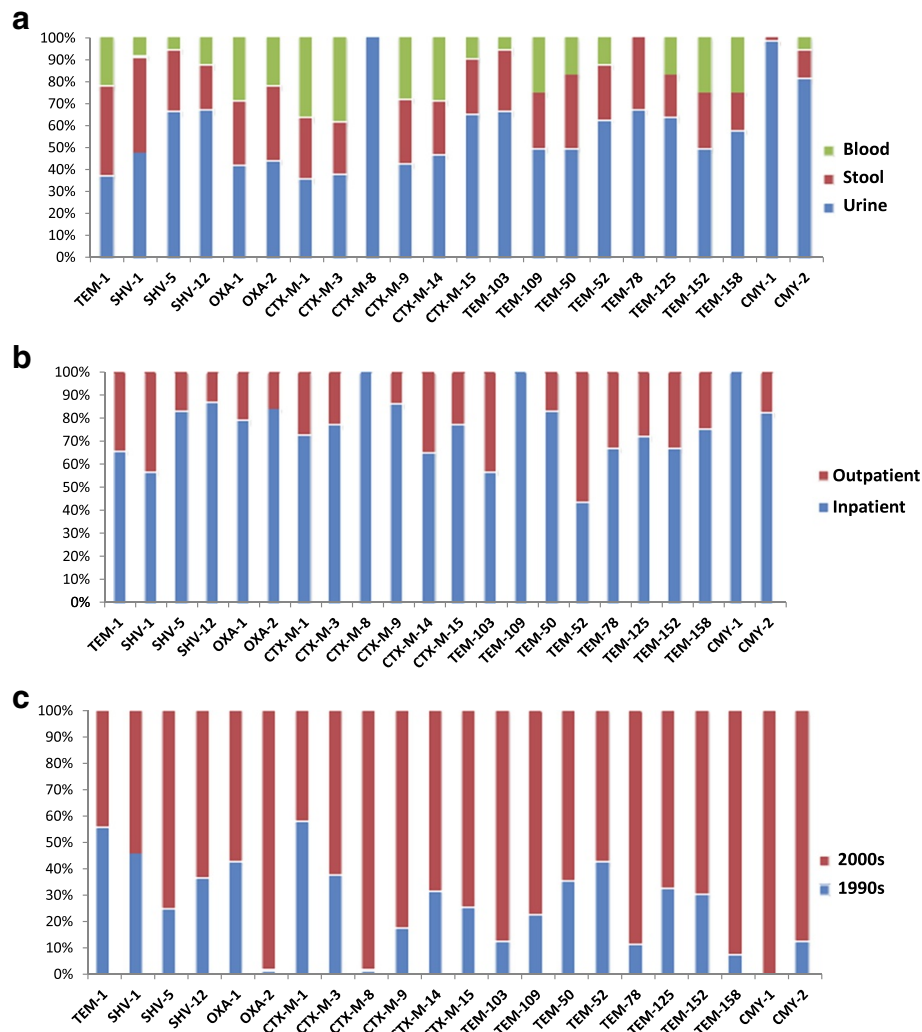 a
100%
90%
80%
70%
60%
50%
40%
30%
20%
10%
0%
TEM-1
SHV-1
SHV-5
SHV-12
OXA-1
OXA-2
CTX-M-1
CTX-M-3
CTX-M-8
CTX-M-9
CTX-M-14
CTX-M-15
TEM-103
TEM-109
TEM-50
TEM-52
TEM-78
TEM-125
TEM-152
TEM-158
CMY-1
CMY-2
Blood
Stool
Urine
b
100%
90%
80%
70%
60%
50%
40%
30%
20%
10%
0%
TEM-1
SHV-1
SHV-5
SHV-12
OXA-1
OXA-2
CTX-M-1
CTX-M-3
CTX-M-8
CTX-M-9
CTX-M-14
CTX-M-15
TEM-103
TEM-109
TEM-50
TEM-52
TEM-78
TEM-125
TEM-152
TEM-158
CMY-1
CMY-2
Outpatient
Inpatient
c
100%
90%
80%
70%
60%
50%
40%
30%
20%
10%
0%
TEM-1
SHV-1
SHV-5
SHV-12
OXA-1
OXA-2
CTX-M-1
CTX-M-3
CTX-M-8
CTX-M-9
CTX-M-14
CTX-M-15
TEM-103
TEM-109
TEM-50
TEM-52
TEM-78
TEM-125
TEM-152
TEM-158
CMY-1
CMY-2
2000s
1990s